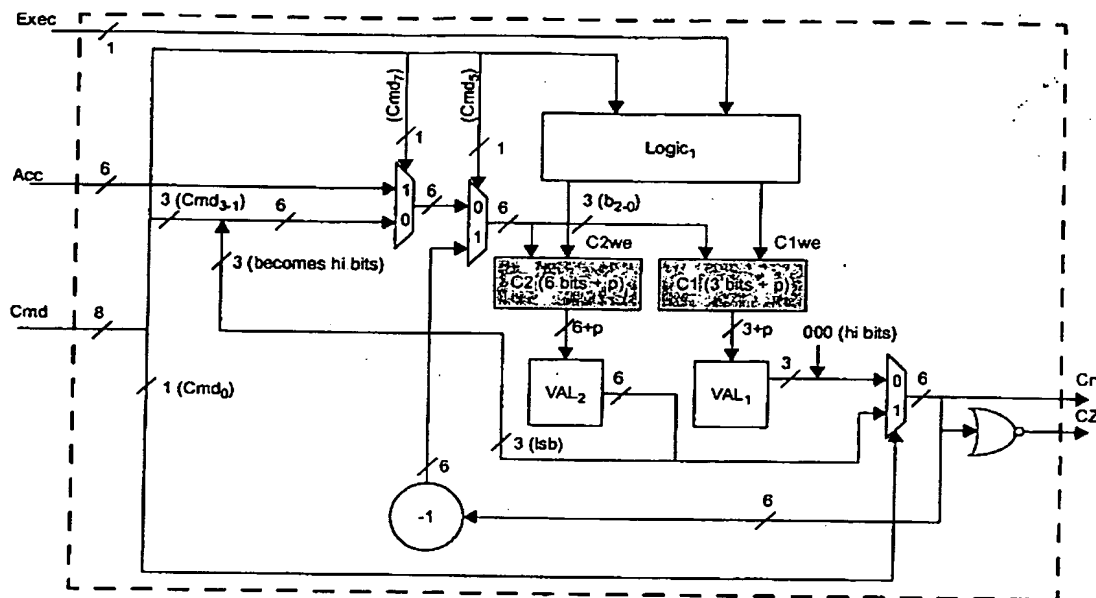 Exec
1
(Cmd7)
(Cmd5)
1
1
Logic1
Acc
6
3 (Cmd3-1)
6
1
0
6
0
1
6
3 (b2-0)
C2we
C1we
3 (becomes hi bits)
C2 (6 bits + p)
C1 (3 bits + p)
Cmd
8
6+p
3+p
000 (hi bits)
1 (Cmd0)
VAL2
6
VAL1
3
0
1
6
Cn
CZ
3 (lsb)
6
-1
6